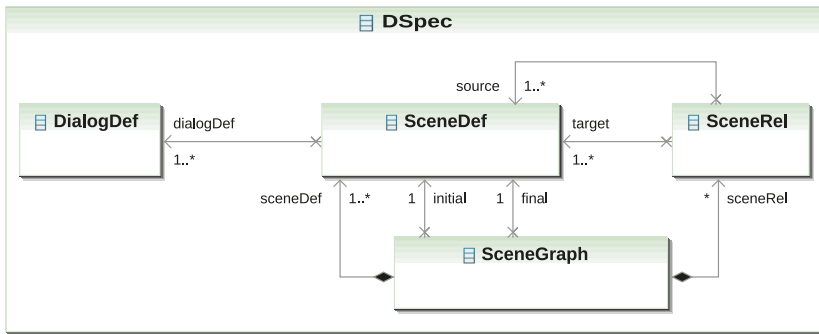 DSpec
source 1..*
DialogDef
dialogDef
1..*
SceneDef
target
1..*
SceneRel
sceneDef 1..*
1 initial
1 final
* sceneRel
SceneGraph